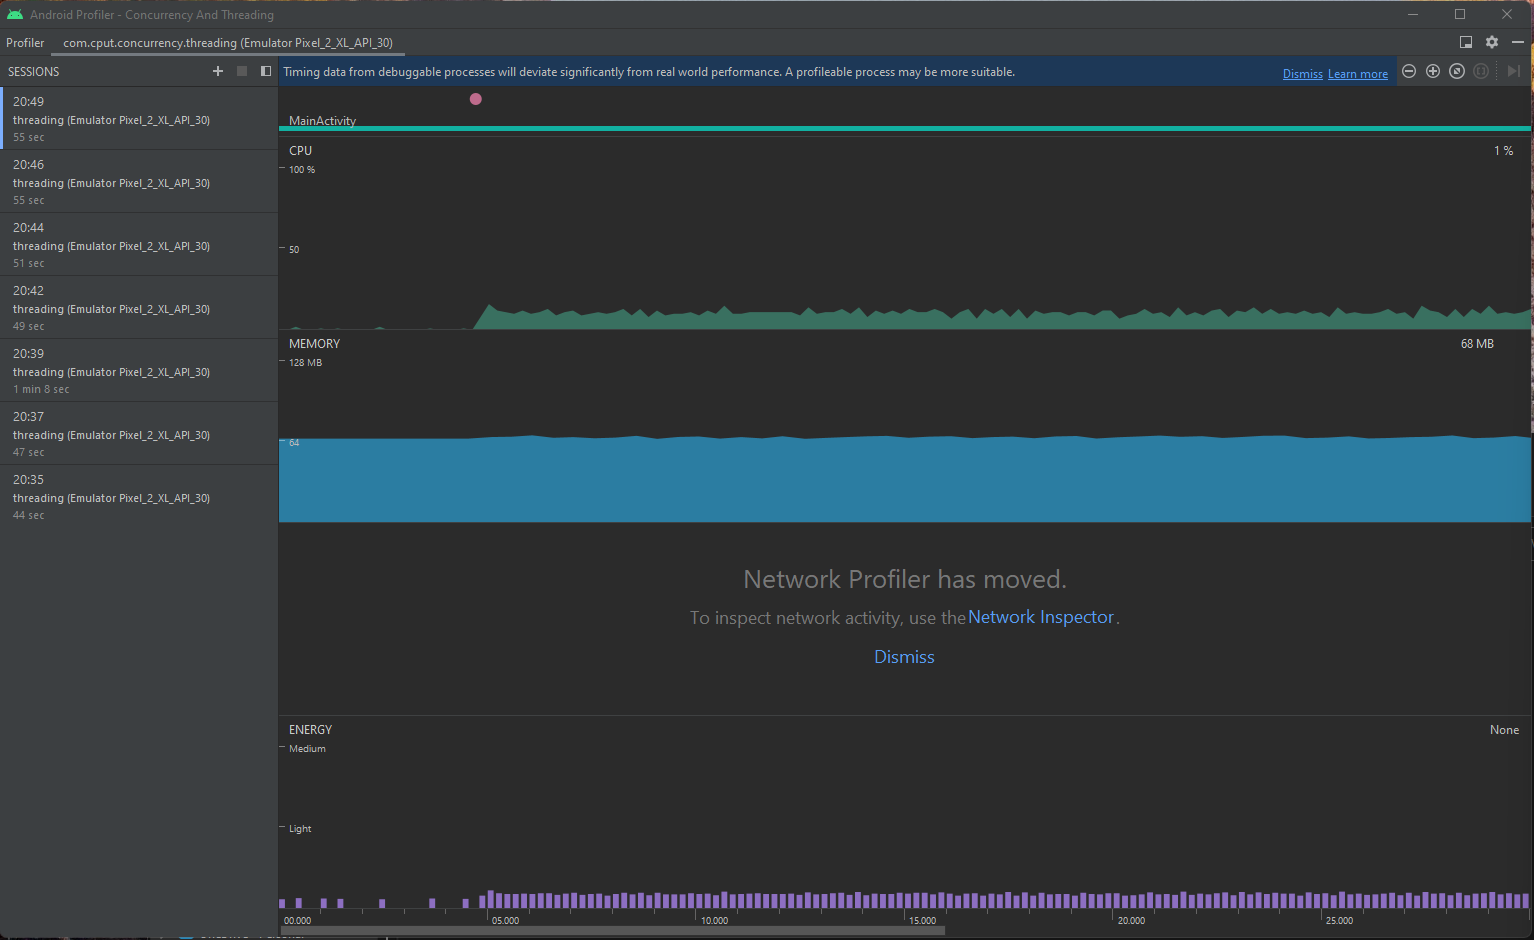 Android Profiler - Concurrency And Threading
Profiler
com.cput.concurrency.threading (Emulator Pixel_2_XL_API_30)
SESSIONS
Timing data from debuggable processes will deviate significantly from real world performance. A profileable process may be more suitable.
Dismiss Learn more
20:49
threading (Emulator Pixel_2_XL_API_30)
55 sec
20:46
threading (Emulator Pixel_2_XL_API_30)
55 sec
20:44
threading (Emulator Pixel_2_XL_API_30)
51 sec
20:42
threading (Emulator Pixel_2_XL_API_30)
49 sec
20:39
threading (Emulator Pixel_2_XL_API_30)
1 min 8 sec
20:37
threading (Emulator Pixel_2_XL_API_30)
47 sec
20:35
threading (Emulator Pixel_2_XL_API_30)
44 sec
MainActivity
CPU
1 %
100 %
50
MEMORY
68 MB
128 MB
64
Network Profiler has moved.
To inspect network activity, use the Network Inspector.
Dismiss
ENERGY
None
Medium
Light
00.000
05.000
10.000
15.000
20.000
25.000